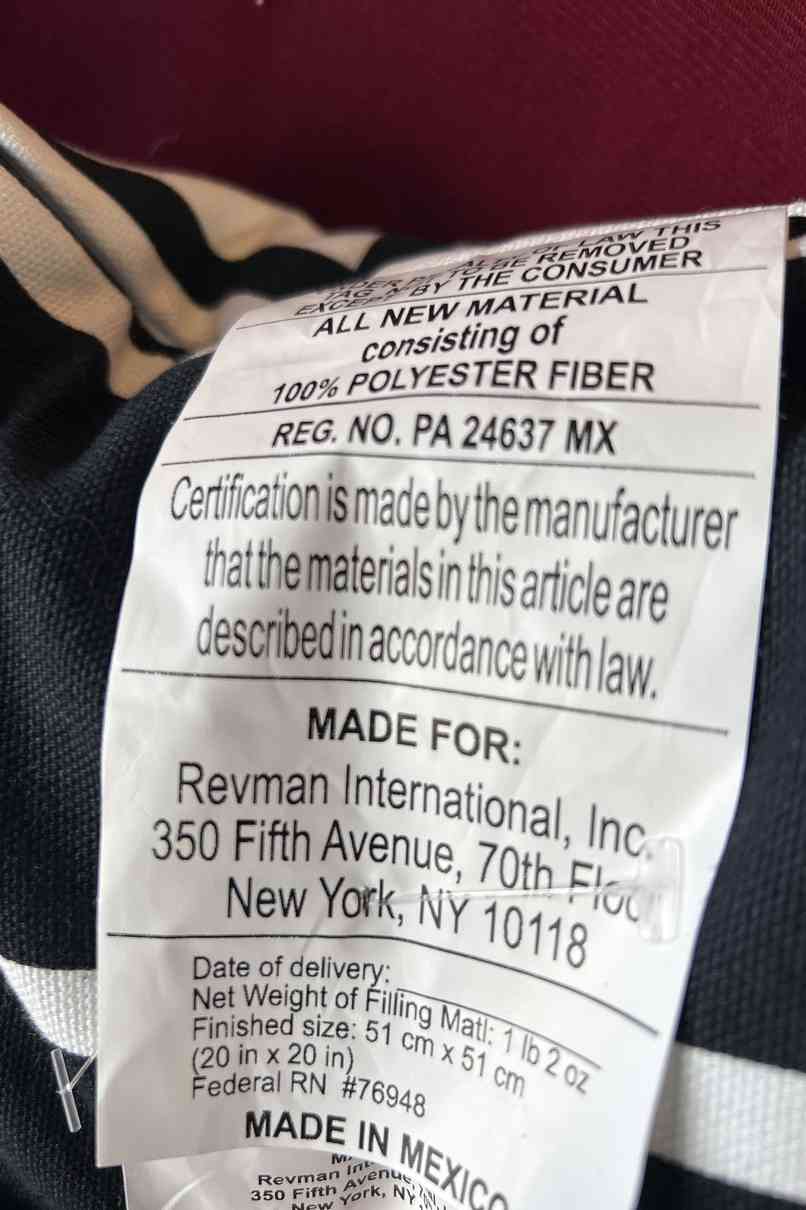 OF LAW THIS
TAG TO BE REMOVED
EXCEPT BY THE CONSUMER
ALL NEW MATERIAL
consisting of
100% POLYESTER FIBER
REG. NO. PA 24637 MX
Certification is made by the manufacturer
that the materials in this article are
described in accordance with law.
MADE FOR:
Revman International, Inc.
350 Fifth Avenue, 70th Floor
New York, NY 10118
Date of delivery:
Net Weight of Filling Matl: 1 lb 2 oz
Finished size: 51 cm x 51 cm
(20 in x 20 in)
Federal RN #76948
MADE IN MEXICO
Revman
350 Fifth Avenue,
New York, NY